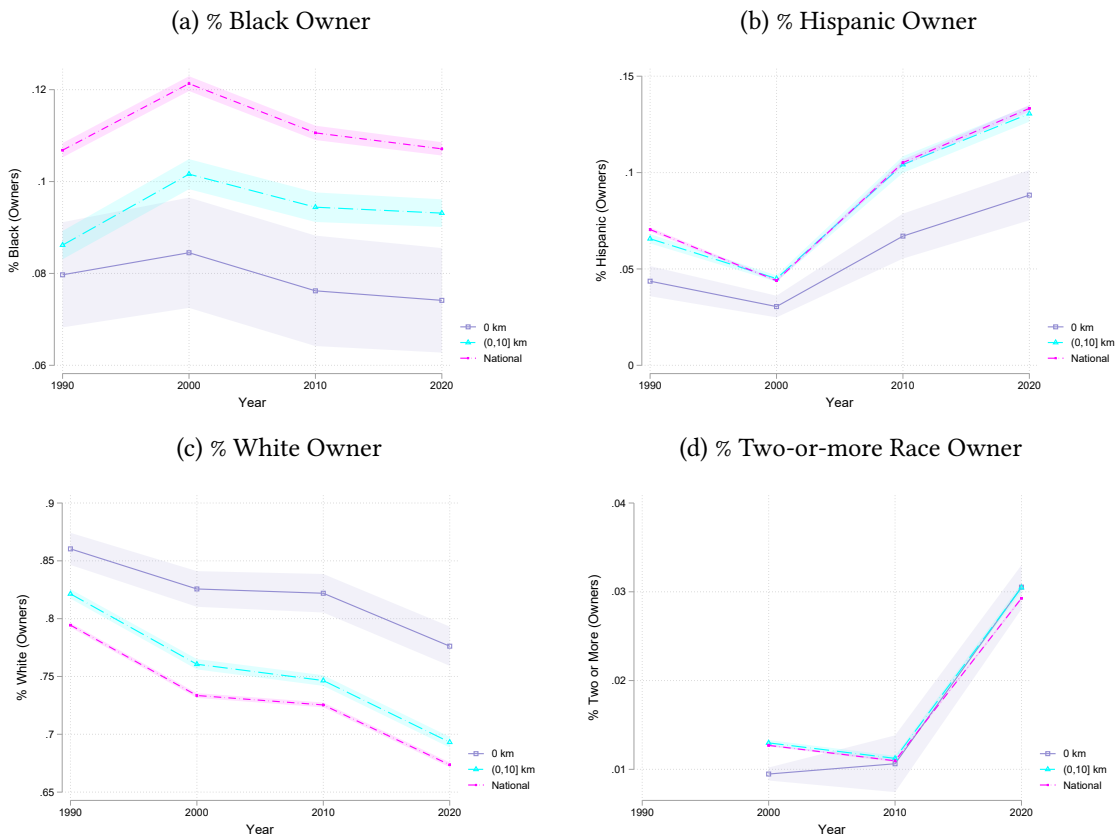 (a) % Black Owner
.12
.1
.08
.06
% Black (Owners)
1990 2000 2010 2020
Year
0 km
(0,10] km
National
(b) % Hispanic Owner
.15
.1
.05
0
% Hispanic (Owners)
1990 2000 2010 2020
Year
0 km
(0,10] km
National
(c) % White Owner
.9
.85
.8
.75
.7
.65
% White (Owners)
1990 2000 2010 2020
Year
0 km
(0,10] km
National
(d) % Two-or-more Race Owner
.04
.03
.02
.01
% Two or More (Owners)
1990 2000 2010 2020
Year
0 km
(0,10] km
National